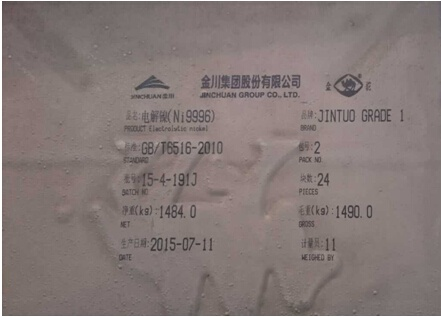 JINCHUAN 金川
金川集团股份有限公司
JINCHUAN GROUP CO., LTD.
金驼
品名:电解镍(Ni9996)
PRODUCT (lectrolatic nickel)
品牌:JINTUO GRADE 1
BRAND
标准:GB/T6516-2010
STANDARD
包号:2
PACK NO.
批号:15-4-191J
BATCH NO
块数:24
PIECES
净重(kg):1484.0
NET
毛重(kg):1490.0
GROSS
生产日期:2015-07-11
DATE
计量员:11
WEIGHED BY